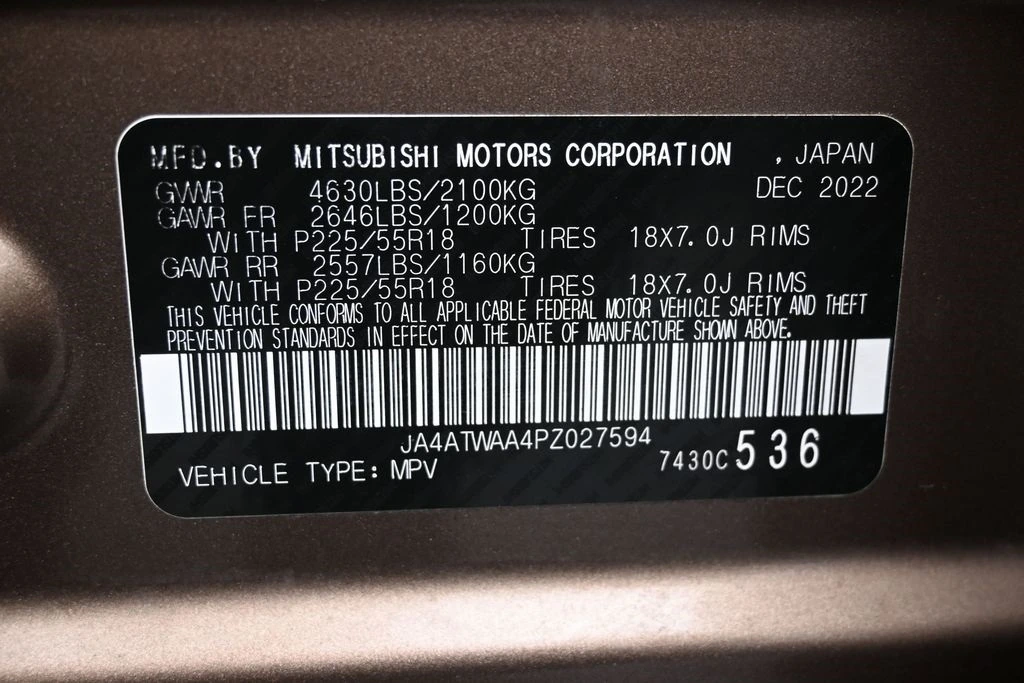 MFD.BY MITSUBISHI MOTORS CORPORATION , JAPAN
GVWR 4630LBS/2100KG DEC 2022
GAWR FR 2646LBS/1200KG
WITH P225/55R18 TIRES 18X7.0J RIMS
GAWR RR 2557LBS/1160KG
WITH P225/55R18 TIRES 18X7.0J RIMS
THIS VEHICLE CONFORMS TO ALL APPLICABLE FEDERAL MOTOR VEHICLE SAFETY AND THEFT
PREVENTION STANDARDS IN EFFECT ON THE DATE OF MANUFACTURE SHOWN ABOVE.
JA4ATWAA4PZ027594
VEHICLE TYPE: MPV 7430C 536